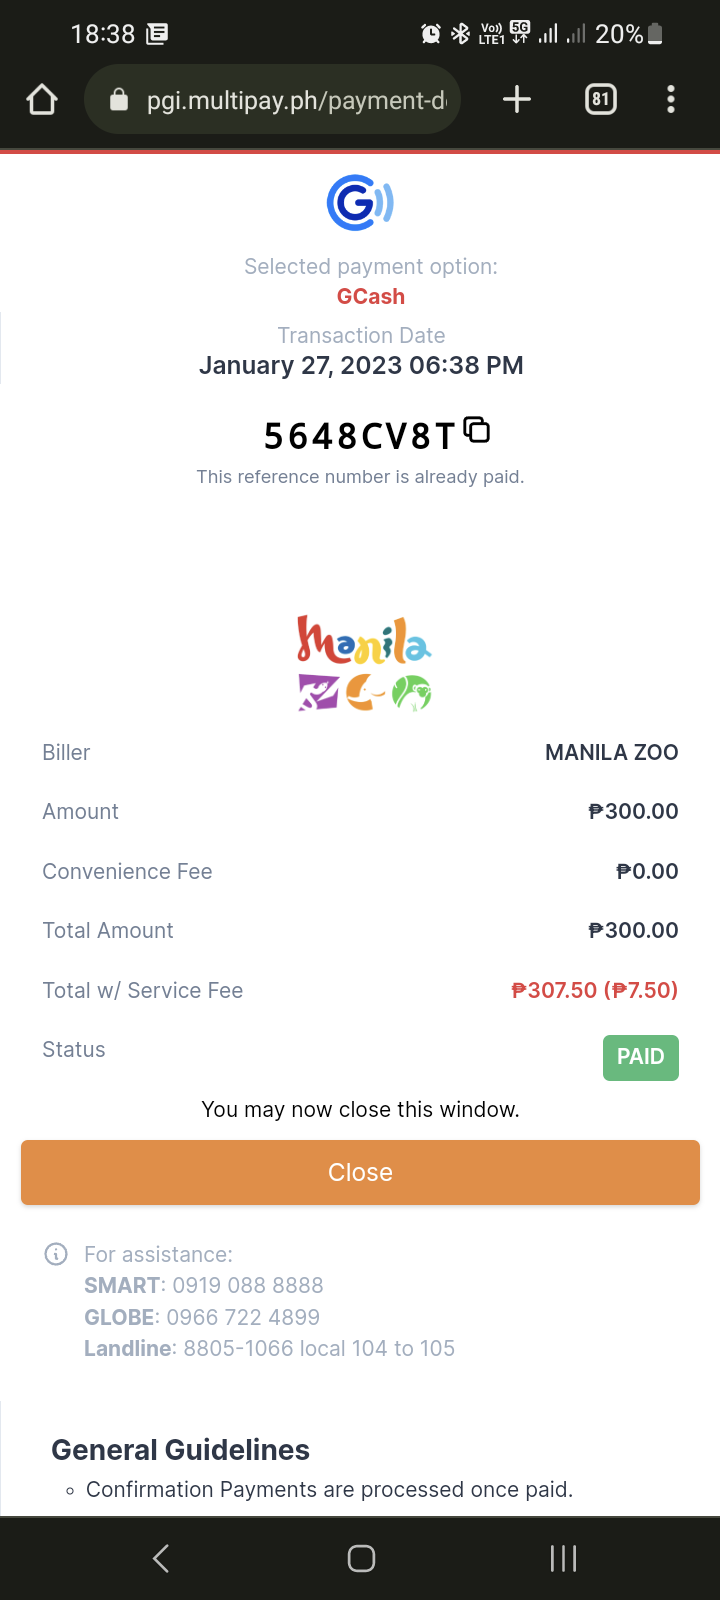 18:38 Vo)) LTE1 5G 20%
pgi.multipay.ph/payment-d
81
G
Selected payment option:
GCash
Transaction Date
January 27, 2023 06:38 PM
5648CV8T
This reference number is already paid.
Manila
Biller MANILA ZOO
Amount ₱300.00
Convenience Fee ₱0.00
Total Amount ₱300.00
Total w/ Service Fee ₱307.50 (₱7.50)
Status PAID
You may now close this window.
Close
For assistance:
SMART: 0919 088 8888
GLOBE: 0966 722 4899
Landline: 8805-1066 local 104 to 105
General Guidelines
Confirmation Payments are processed once paid.